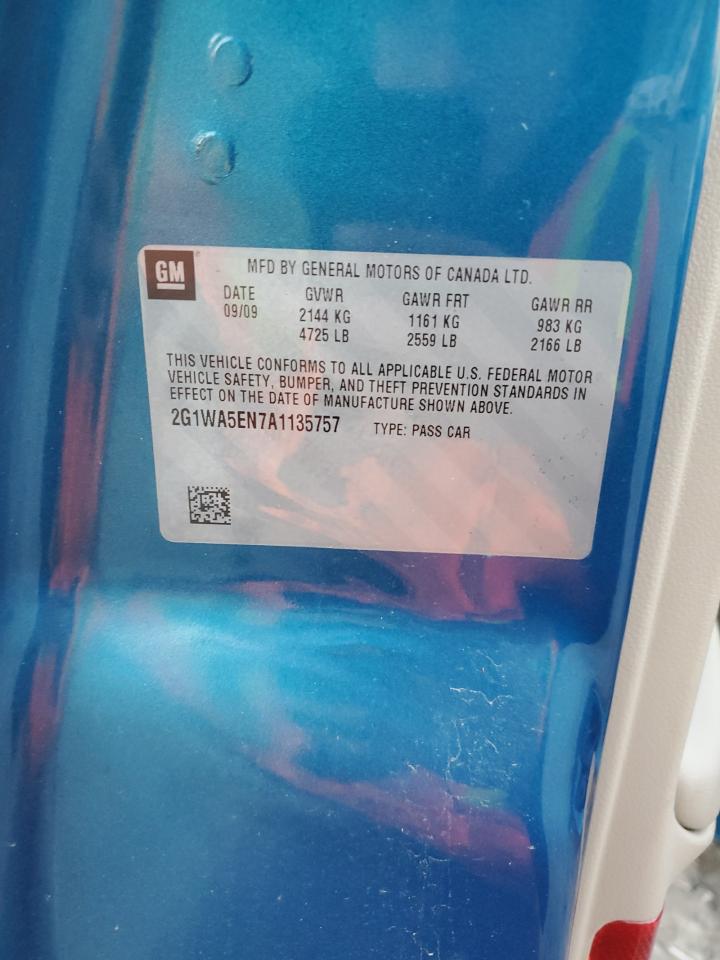 GM
MFD BY GENERAL MOTORS OF CANADA LTD.
DATE GVWR GAWR FRT GAWR RR
09/09 2144 KG 1161 KG 983 KG
4725 LB 2559 LB 2166 LB
THIS VEHICLE CONFORMS TO ALL APPLICABLE U.S. FEDERAL MOTOR
VEHICLE SAFETY, BUMPER, AND THEFT PREVENTION STANDARDS IN
EFFECT ON THE DATE OF MANUFACTURE SHOWN ABOVE.
2G1WA5EN7A1135757 TYPE: PASS CAR